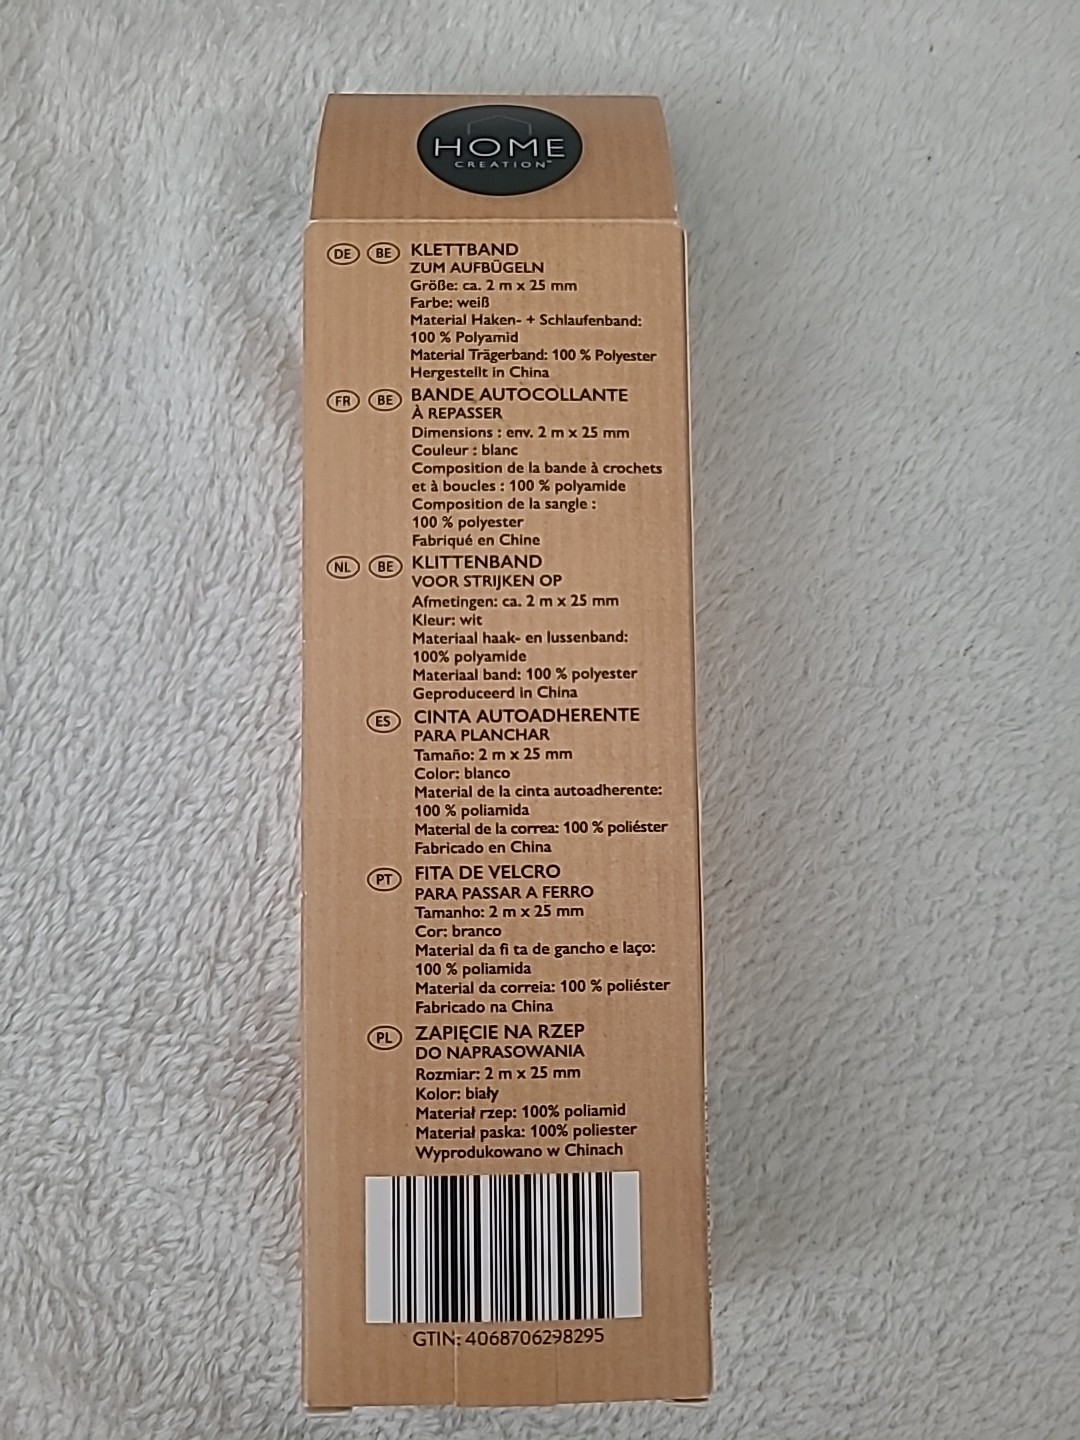 HOME
CREATION™
DE BE KLETTBAND
ZUM AUFBÜGELN
Größe: ca. 2 m x 25 mm
Farbe: weiß
Material Haken- + Schlaufenband:
100 % Polyamid
Material Trägerband: 100 % Polyester
Hergestellt in China
FR BE BANDE AUTOCOLLANTE
À REPASSER
Dimensions : env. 2 m x 25 mm
Couleur : blanc
Composition de la bande à crochets
et à boucles : 100 % polyamide
Composition de la sangle :
100 % polyester
Fabriqué en Chine
NL BE KLITTENBAND
VOOR STRIJKEN OP
Afmetingen: ca. 2 m x 25 mm
Kleur: wit
Materiaal haak- en lussenband:
100% polyamide
Materiaal band: 100 % polyester
Geproduceerd in China
ES CINTA AUTOADHERENTE
PARA PLANCHAR
Tamaño: 2 m x 25 mm
Color: blanco
Material de la cinta autoadherente:
100 % poliamida
Material de la correa: 100 % poliéster
Fabricado en China
PT FITA DE VELCRO
PARA PASSAR A FERRO
Tamanho: 2 m x 25 mm
Cor: branco
Material da fi ta de gancho e laço:
100 % poliamida
Material da correia: 100 % poliéster
Fabricado na China
PL ZAPIĘCIE NA RZEP
DO NAPRASOWANIA
Rozmiar: 2 m x 25 mm
Kolor: biały
Materiał rzep: 100% poliamid
Materiał paska: 100% poliester
Wyprodukowano w Chinach
GTIN: 4068706298295